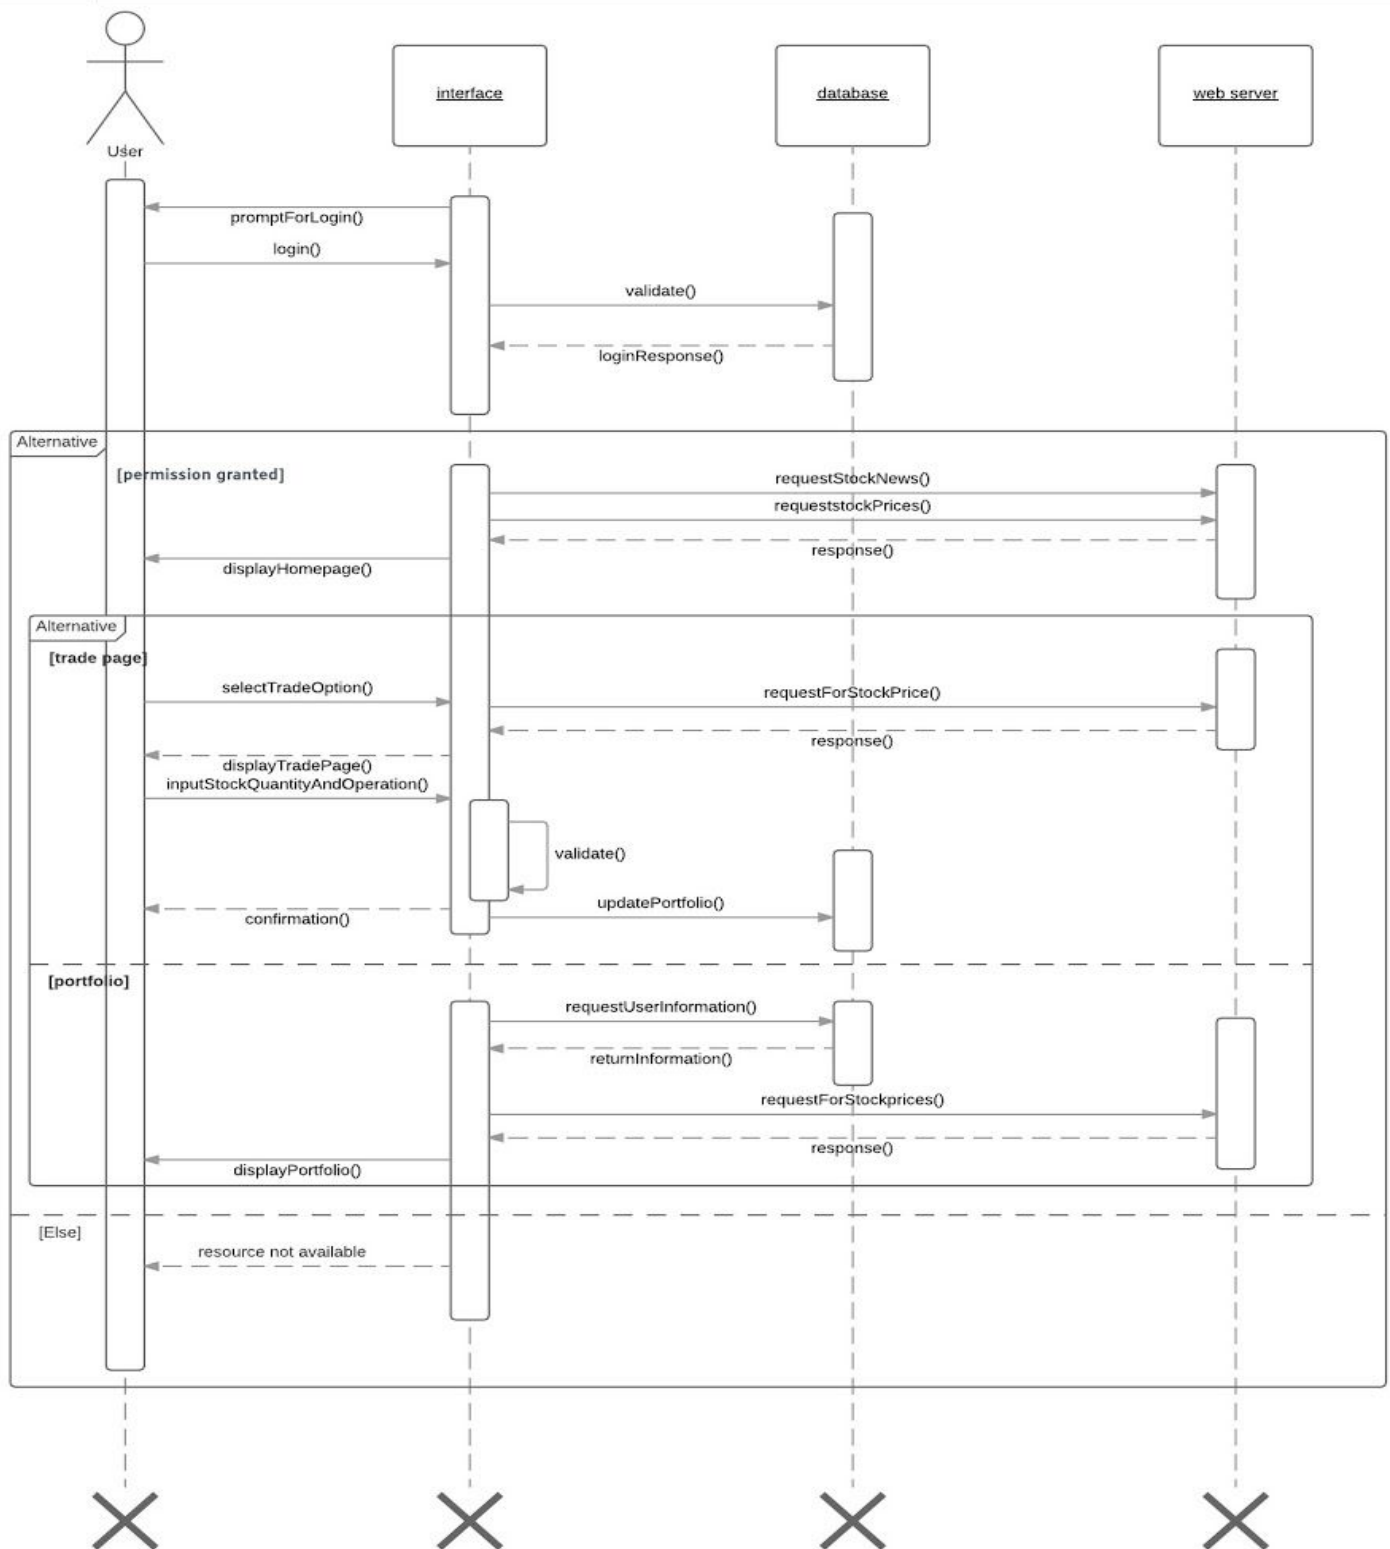 User
interface
database
web server
promptForLogin()
login()
validate()
loginResponse()
Alternative
[permission granted]
requestStockNews()
requeststockPrices()
response()
displayHomepage()
Alternative
[trade page]
selectTradeOption()
requestForStockPrice()
response()
displayTradePage()
inputStockQuantityAndOperation()
validate()
updatePortfolio()
confirmation()
[portfolio]
requestUserInformation()
returnInformation()
requestForStockprices()
response()
displayPortfolio()
[Else]
resource not available